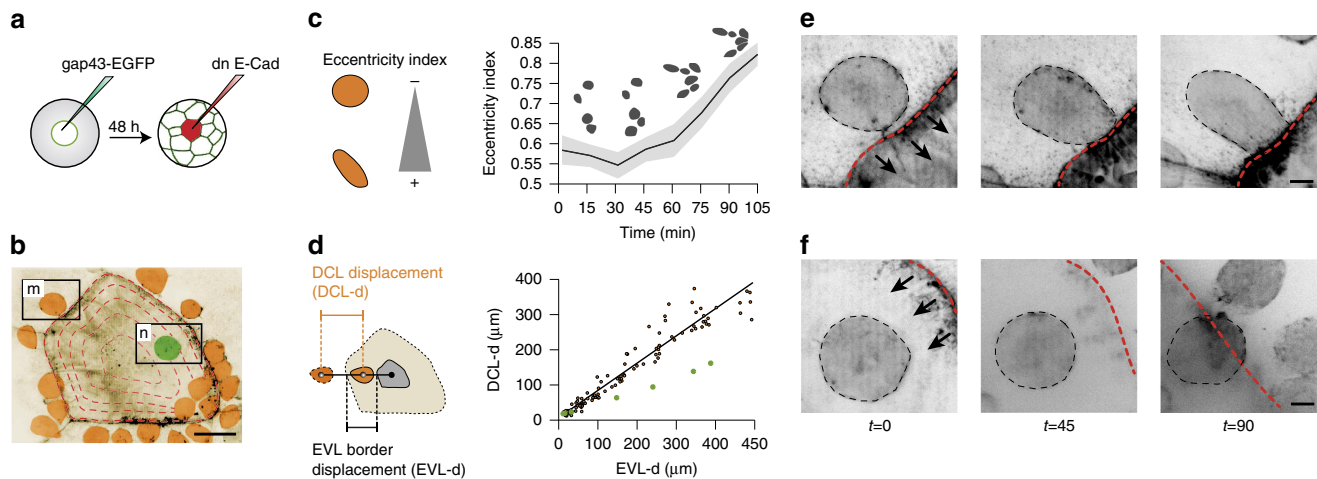 a
gap43-EGFP
dn E-Cad
48 h
b
m
n
c
Eccentricity index
–
+
Eccentricity index
0.85
0.8
0.75
0.7
0.65
0.6
0.55
0.5
0 15 30 45 60 75 90 105
Time (min)
d
DCL displacement
(DCL-d)
EVL border
displacement (EVL-d)
DCL-d (μm)
400
300
200
100
0
0 100 200 300 400 490
EVL-d (μm)
e
f
t=0
t=45
t=90